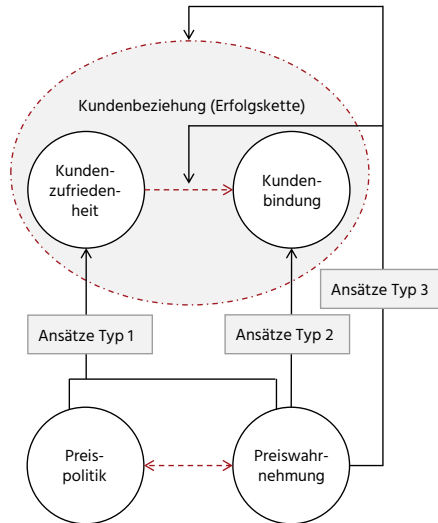 Kundenbeziehung (Erfolgskette)
Kunden-
zufrieden-
heit
Kunden-
bindung
Ansätze Typ 3
Ansätze Typ 1
Ansätze Typ 2
Preis-
politik
Preiswahr-
nehmung